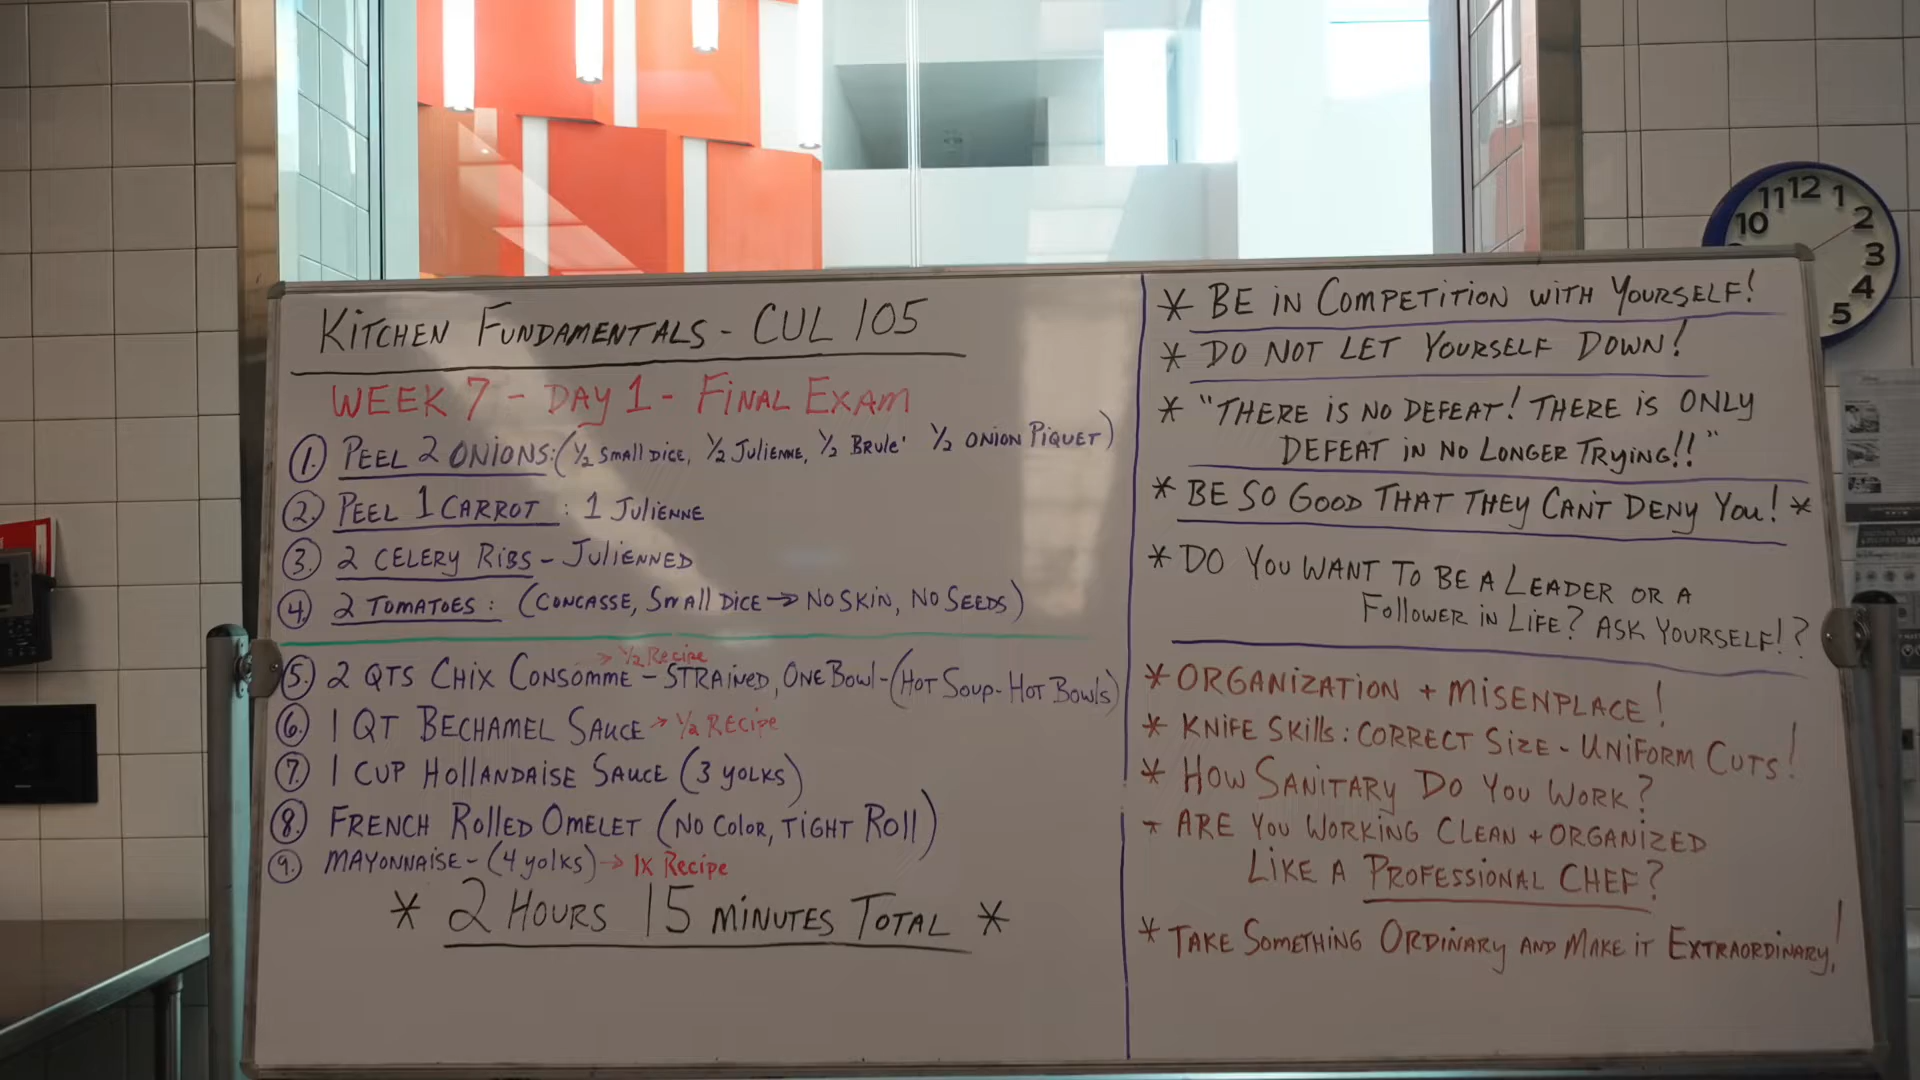 KITCHEN FUNDAMENTALS - CUL 105
WEEK 7 - DAY 1 - FINAL EXAM
1. PEEL 2 ONIONS: (1/2 SMALL DICE, 1/2 JULIENNE, 1/2 BRULE' 1/2 ONION PIQUET)
2. PEEL 1 CARROT : 1 JULIENNE
3. 2 CELERY RIBS - JULIENNED
4. 2 TOMATOES: (CONCASSE, SMALL DICE → NO SKIN, NO SEEDS)
→ 1/2 Recipe
5. 2 QTS CHIX CONSOMME - STRAINED, ONE BOWL - (HOT SOUP - HOT BOWLS)
6. 1 QT BECHAMEL SAUCE → 1/2 RECIPE
7. 1 CUP HOLLANDAISE SAUCE (3 YOLKS)
8. FRENCH ROLLED OMELET (NO COLOR, TIGHT ROLL)
9. MAYONNAISE - (4 YOLKS) → 1X Recipe
* 2 HOURS 15 MINUTES TOTAL *
* BE IN COMPETITION WITH YOURSELF!
* DO NOT LET YOURSELF DOWN!
* "THERE IS NO DEFEAT! THERE IS ONLY
DEFEAT IN NO LONGER TRYING!!"
* BE SO GOOD THAT THEY CAN'T DENY YOU! *
* DO YOU WANT TO BE A LEADER OR A
FOLLOWER IN LIFE? ASK YOURSELF!?
* ORGANIZATION + MISENPLACE!
* KNIFE SKILLS: CORRECT SIZE - UNIFORM CUTS!
* HOW SANITARY DO YOU WORK?
* ARE YOU WORKING CLEAN + ORGANIZED
LIKE A PROFESSIONAL CHEF?
* TAKE SOMETHING ORDINARY AND MAKE IT EXTRAORDINARY!
10 11 12 1 2 3 4 5